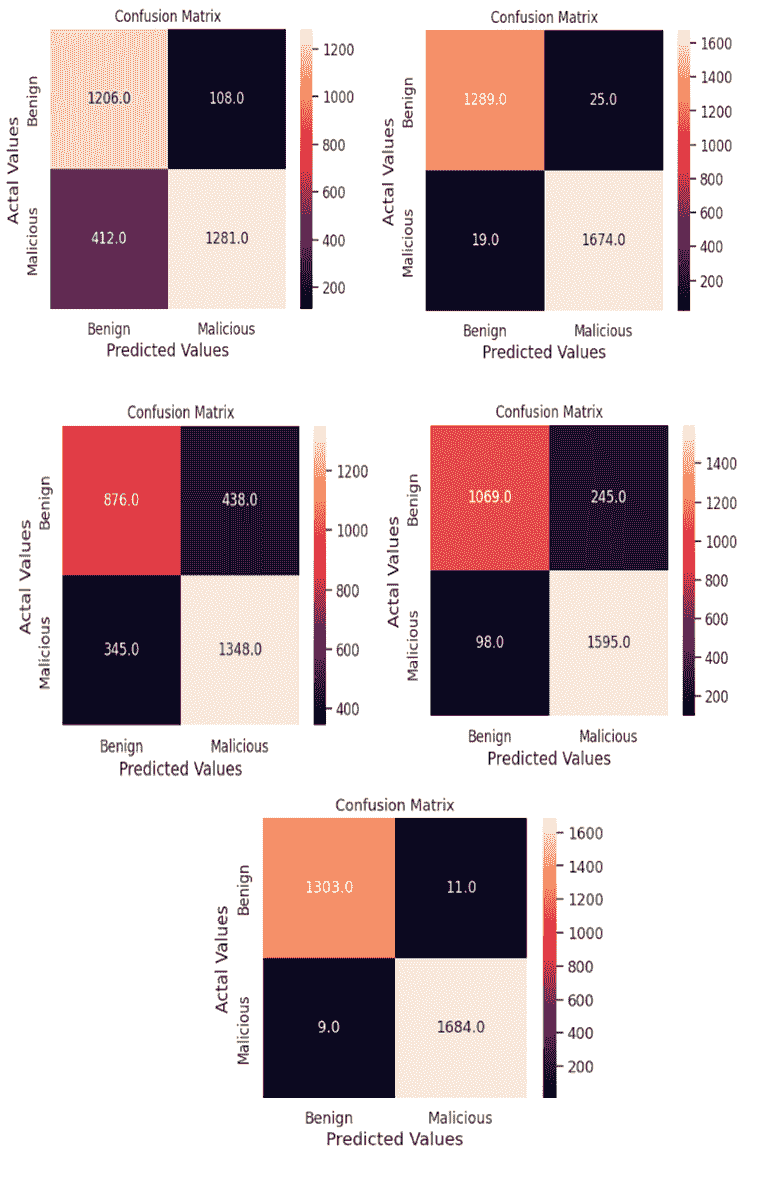 Confusion Matrix
Actal Values
Benign
Malicious
1206.0 108.0
412.0 1281.0
Benign Malicious
Predicted Values
1200
1000
800
600
400
200
Confusion Matrix
Actal Values
Benign
Malicious
1289.0 25.0
19.0 1674.0
Benign Malicious
Predicted Values
1600
1400
1200
1000
800
600
400
200
Confusion Matrix
Actal Values
Benign
Malicious
876.0 438.0
345.0 1348.0
Benign Malicious
Predicted Values
1200
1000
800
600
400
Confusion Matrix
Actal Values
Benign
Malicious
1069.0 245.0
98.0 1595.0
Benign Malicious
Predicted Values
1400
1200
1000
800
600
400
200
Confusion Matrix
Actal Values
Benign
Malicious
1303.0 11.0
9.0 1684.0
Benign Malicious
Predicted Values
1600
1400
1200
1000
800
600
400
200